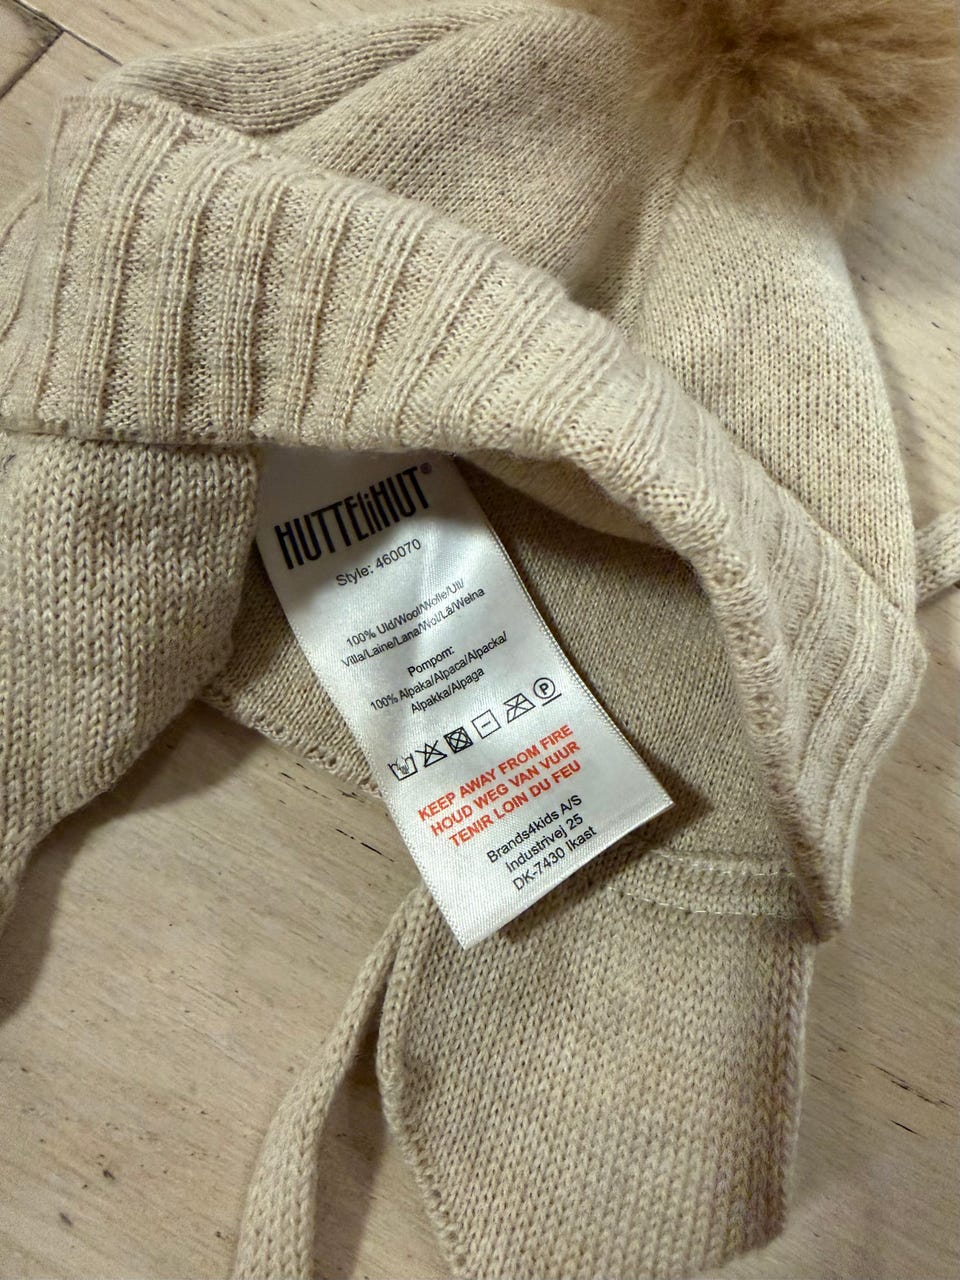 HUTTEliHUT®
Style: 460070
100% Uld/Wool/Wolle/Ull/
Villa/Laine/Lana/Wol/Lã/Wełna
Pompom:
100% Alpaka/Alpaca/Alpacka/
Alpakka/Alpaga
P
KEEP AWAY FROM FIRE
HOUD WEG VAN VUUR
TENIR LOIN DU FEU
Brands4kids A/S
Industrivej 25
DK-7430 Ikast